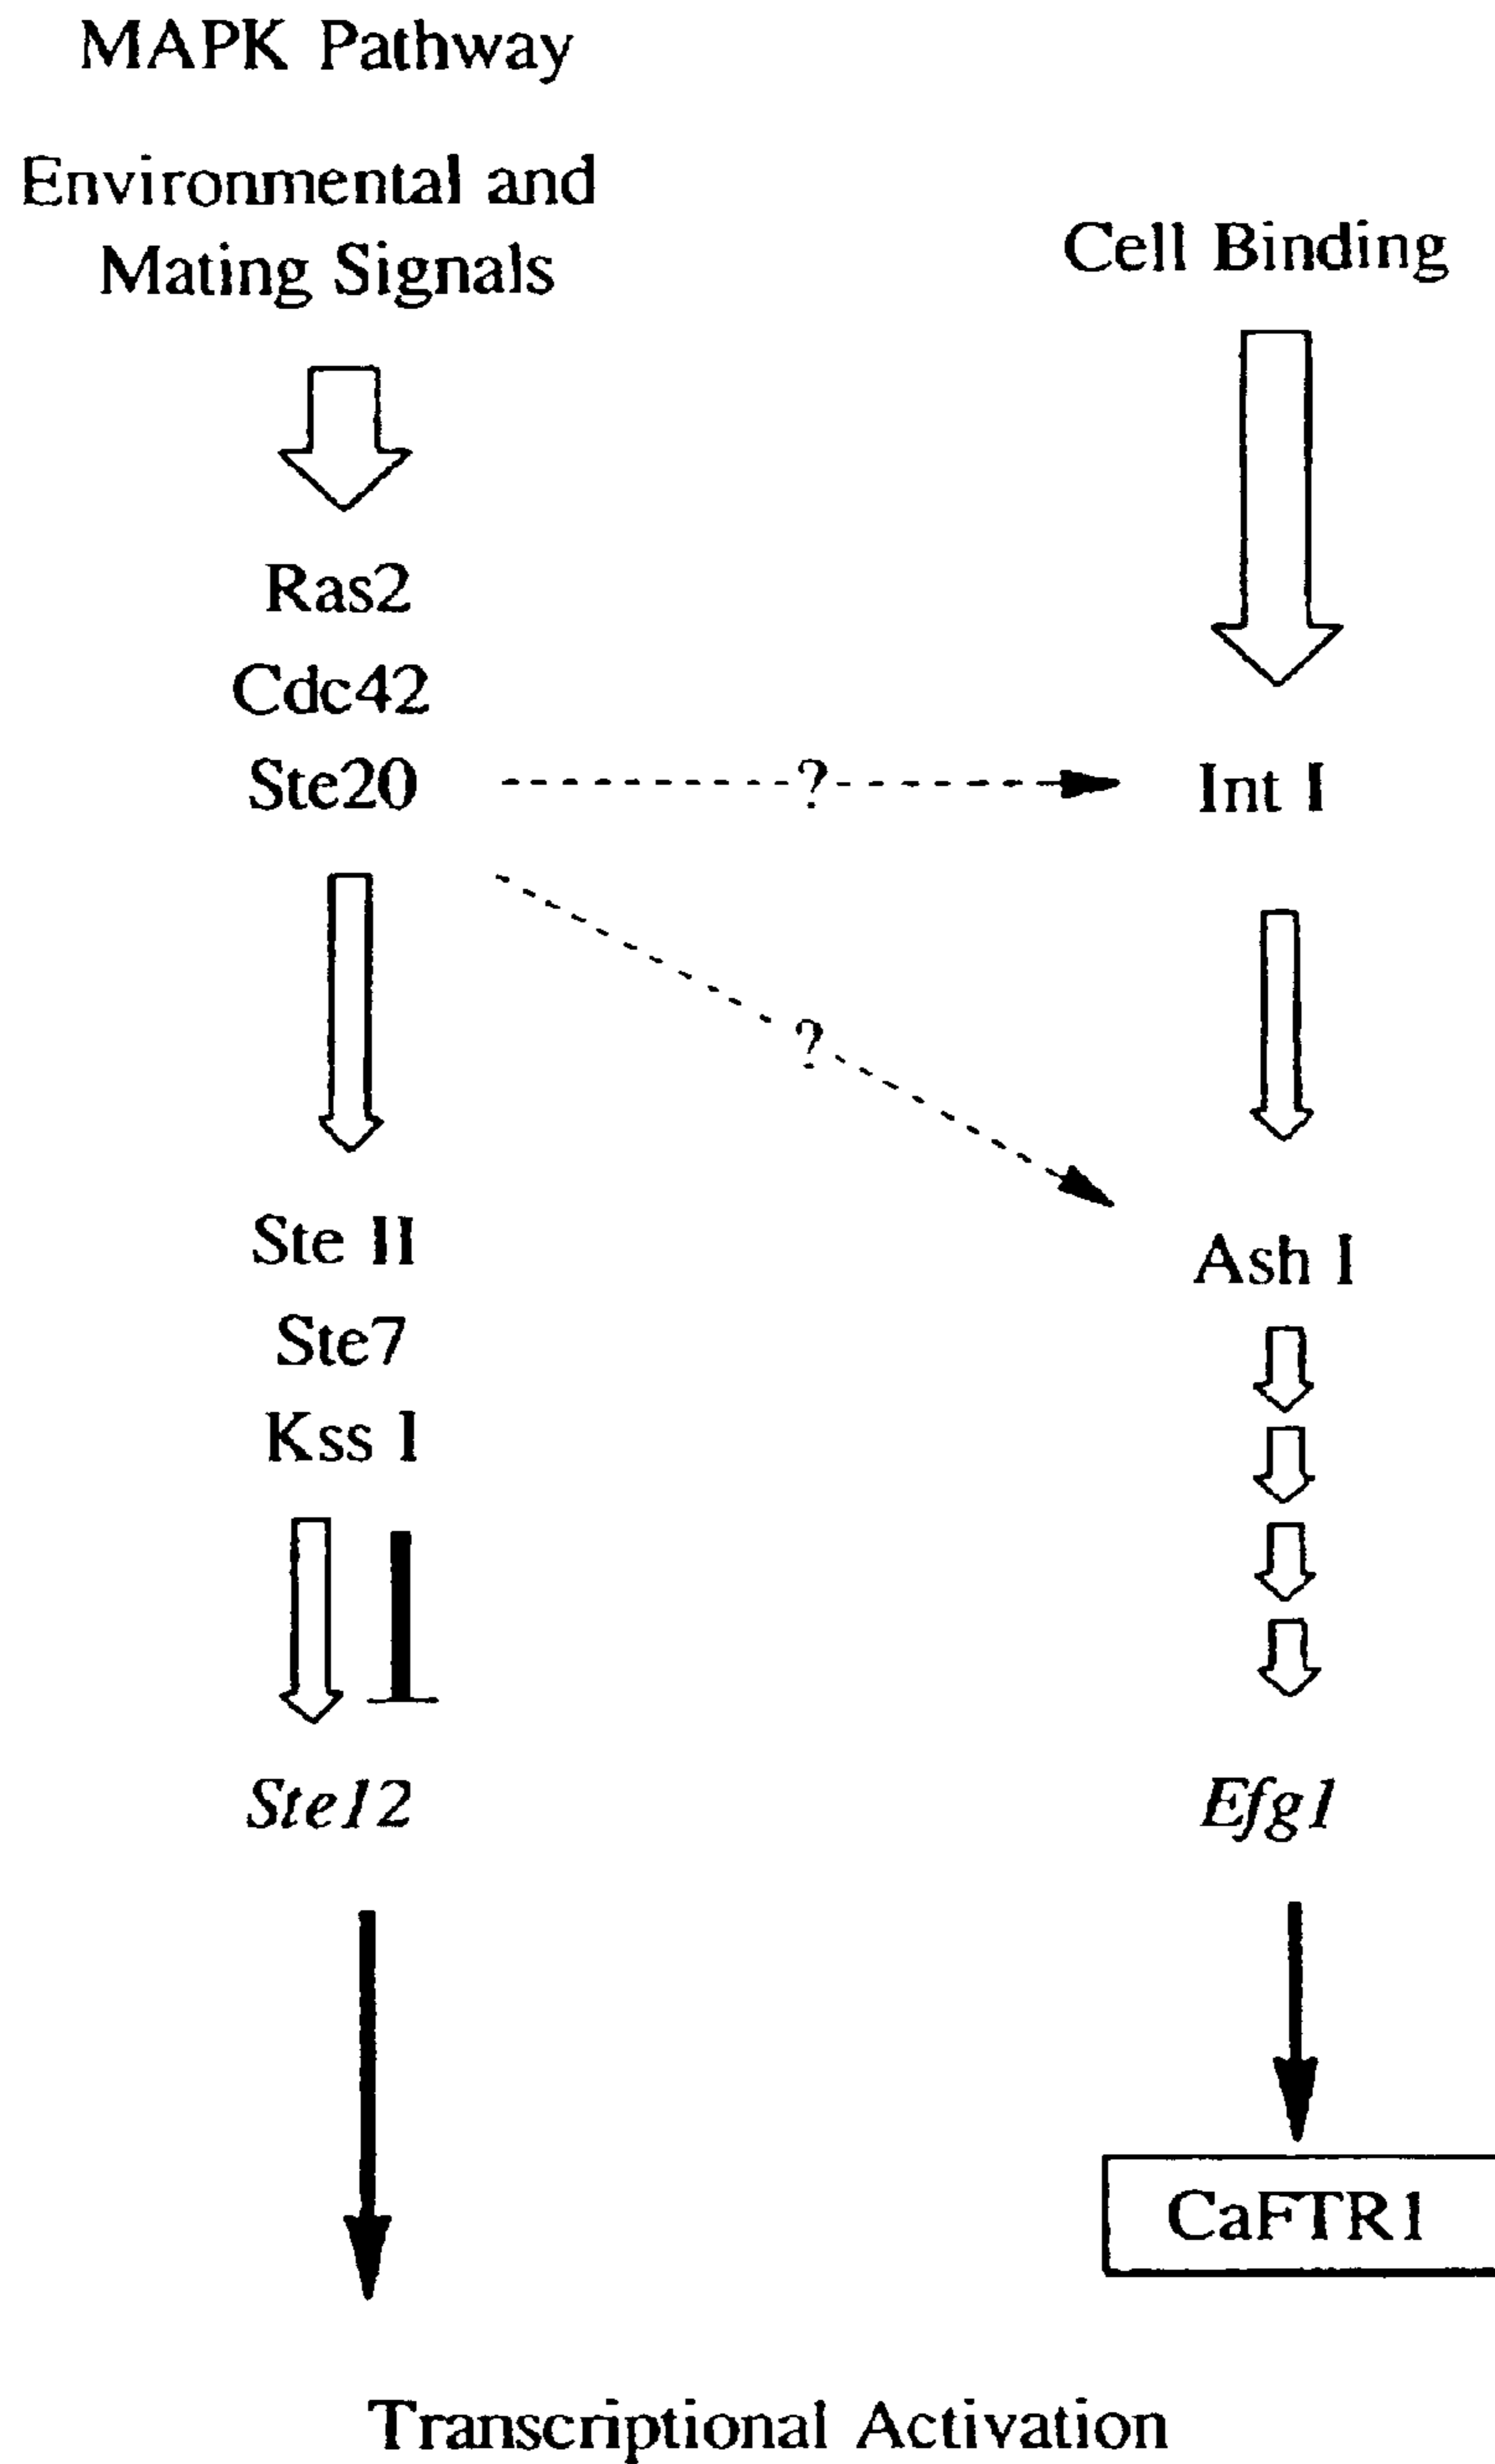 MAPK Pathway
Environmental and
Mating Signals
Cell Binding
Ras2
Cdc42
Ste20
?
Int I
?
Ste II
Ste7
Kss I
Ash I
Ste12
Efg1
CaFTR1
Transcriptional Activation